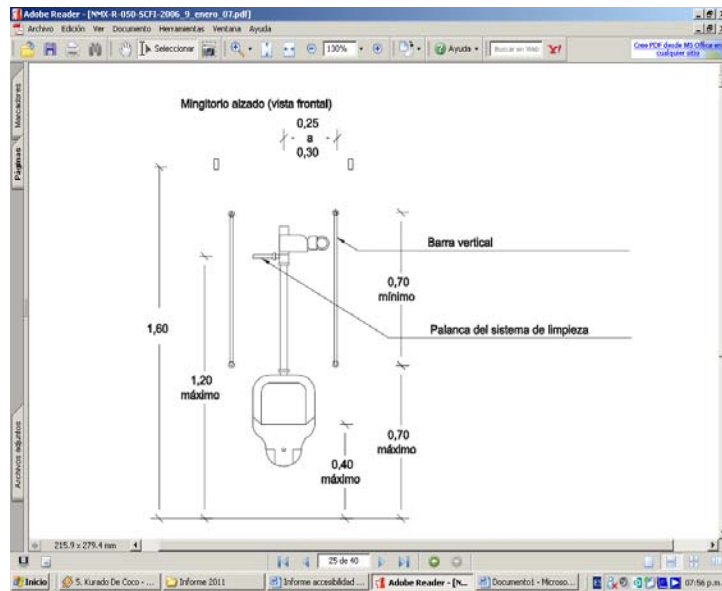 Adobe Reader - [NMX-R-050-SCFI-2006_9_enero_07.pdf]
Archivo Edición Ver Documento Herramientas Ventana Ayuda
Seleccionar
130%
Ayuda
Buscar en Web
Y!
Cree PDF desde MS Office en
cualquier sitio
Marcadores
Páginas
Archivos adjuntos
Mingitorio alzado (vista frontal)
0,25
a
0,30
Barra vertical
0,70
mínimo
1,60
Palanca del sistema de limpieza
1,20
máximo
0,70
máximo
0,40
máximo
215.9 x 279.4 mm
25 de 40
Inicio
5. Kurado De Coco - ...
Informe 2011
Informe accesibilidad ...
Adobe Reader - [N...
Documento1 - Microso...
07:56 p.m.